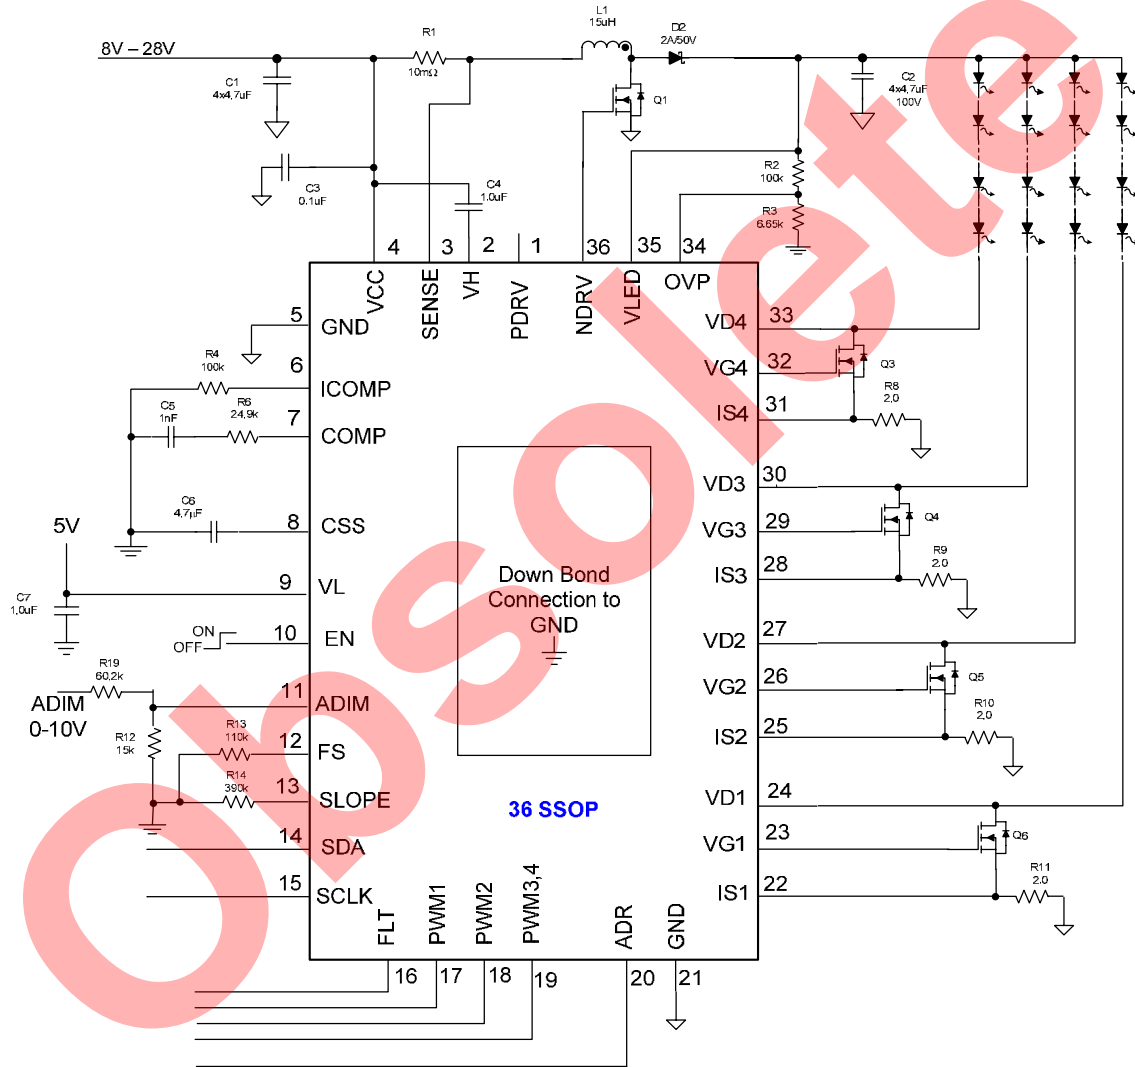 L1
15uH
D2
2A/50V
R1
10mΩ
8V – 28V
C1
4x4.7uF
C2
4x4.7uF
100V
Q1
C3
0.1uF
C4
1.0uF
R2
100k
R3
6.65k
4
3
2
1
36
35
34
VCC
SENSE
VH
PDRV
NDRV
VLED
OVP
5
GND
R4
100k
6
ICOMP
C5
1nF
R6
24.9k
7
COMP
C6
4.7µF
8
CSS
5V
9
VL
C7
1.0uF
ON
OFF
10
EN
R19
60.2k
ADIM
0-10V
11
ADIM
R12
15k
R13
110k
12
FS
R14
390k
13
SLOPE
14
SDA
15
SCLK
Down Bond
Connection to
GND
36 SSOP
VD4
33
VG4
32
Q3
IS4
31
R8
2.0
VD3
30
VG3
29
Q4
IS3
28
R9
2.0
VD2
27
VG2
26
Q5
IS2
25
R10
2.0
VD1
24
VG1
23
Q6
IS1
22
R11
2.0
FLT
PWM1
PWM2
PWM3,4
ADR
GND
16
17
18
19
20
21
Obsolete